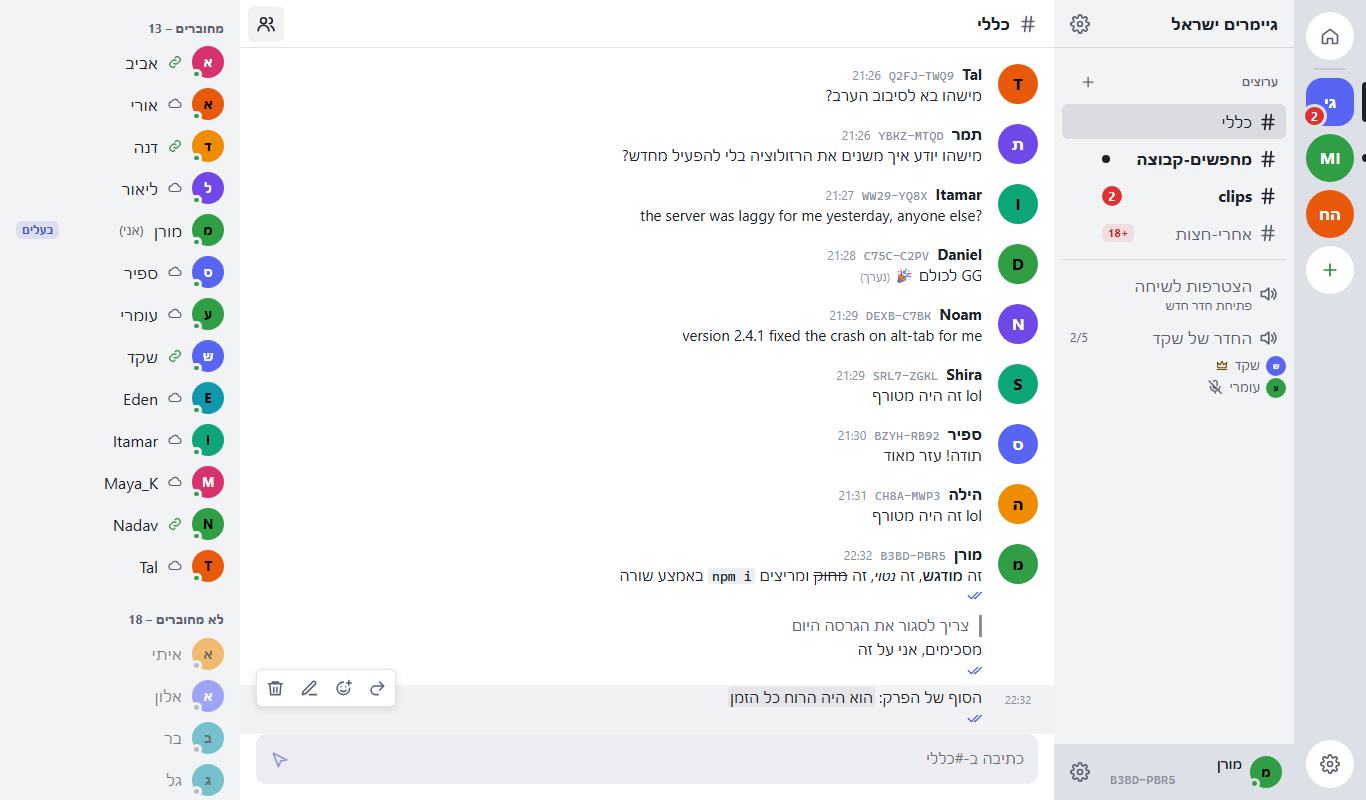 גי
2
MI
הח
גיימרים ישראל
ערוצים
כללי
מחפשים-קבוצה
clips
2
אחרי-חצות
18+
הצטרפות לשיחה
פתיחת חדר חדש
החדר של שקד
2/5
ש שקד
ע עומרי
מ מורן
B3BD-PBR5
# כללי
T
Tal Q2FJ-TWQ9 21:26
מישהו בא לסיבוב הערב?
ת
תמר YBKZ-MTQD 21:26
מישהו יודע איך משנים את הרזולוציה בלי להפעיל מחדש?
I
Itamar WW29-YQ8X 21:27
the server was laggy for me yesterday, anyone else?
D
Daniel C75C-C2PV 21:28
GG לכולם 🎉 (נערך)
N
Noam DEXB-C7BK 21:29
version 2.4.1 fixed the crash on alt-tab for me
S
Shira SRL7-ZGKL 21:29
lol זה היה מטורף
ס
ספיר BZYH-RB92 21:30
תודה! עזר מאוד
ה
הילה CH8A-MWP3 21:31
lol זה היה מטורף
מ
מורן B3BD-PBR5 22:32
זה מודגש, זה נטוי, זה מחוק ומריצים npm i באמצע שורה
צריך לסגור את הגרסה היום
מסכימים, אני על זה
22:32
הסוף של הפרק: הוא היה הרוח כל הזמן
כתיבה ב-#כללי
מחוברים – 13
א אביב
א אורי
ד דנה
ל ליאור
מ מורן (אני) בעלים
ס ספיר
ע עומרי
ש שקד
E Eden
I Itamar
M Maya_K
N Nadav
T Tal
לא מחוברים – 18
א איתי
א אלון
ב בר
ג גל